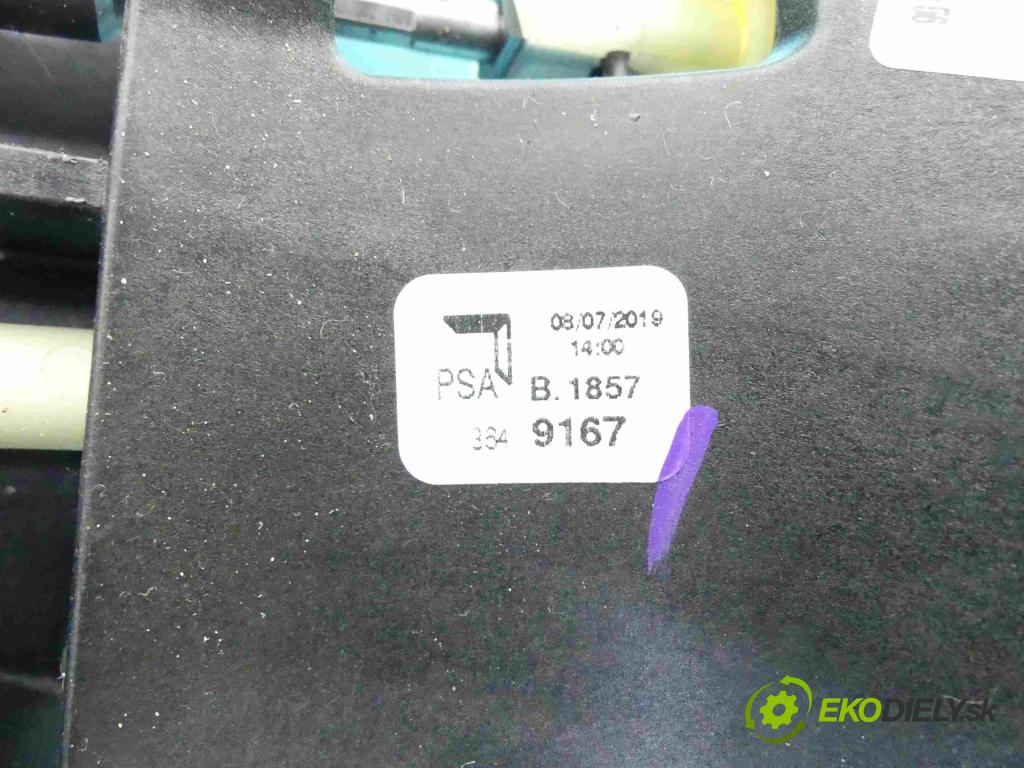 08/07/2019
14:00
PSA B. 1857
364 9167
EKODIELY.sk